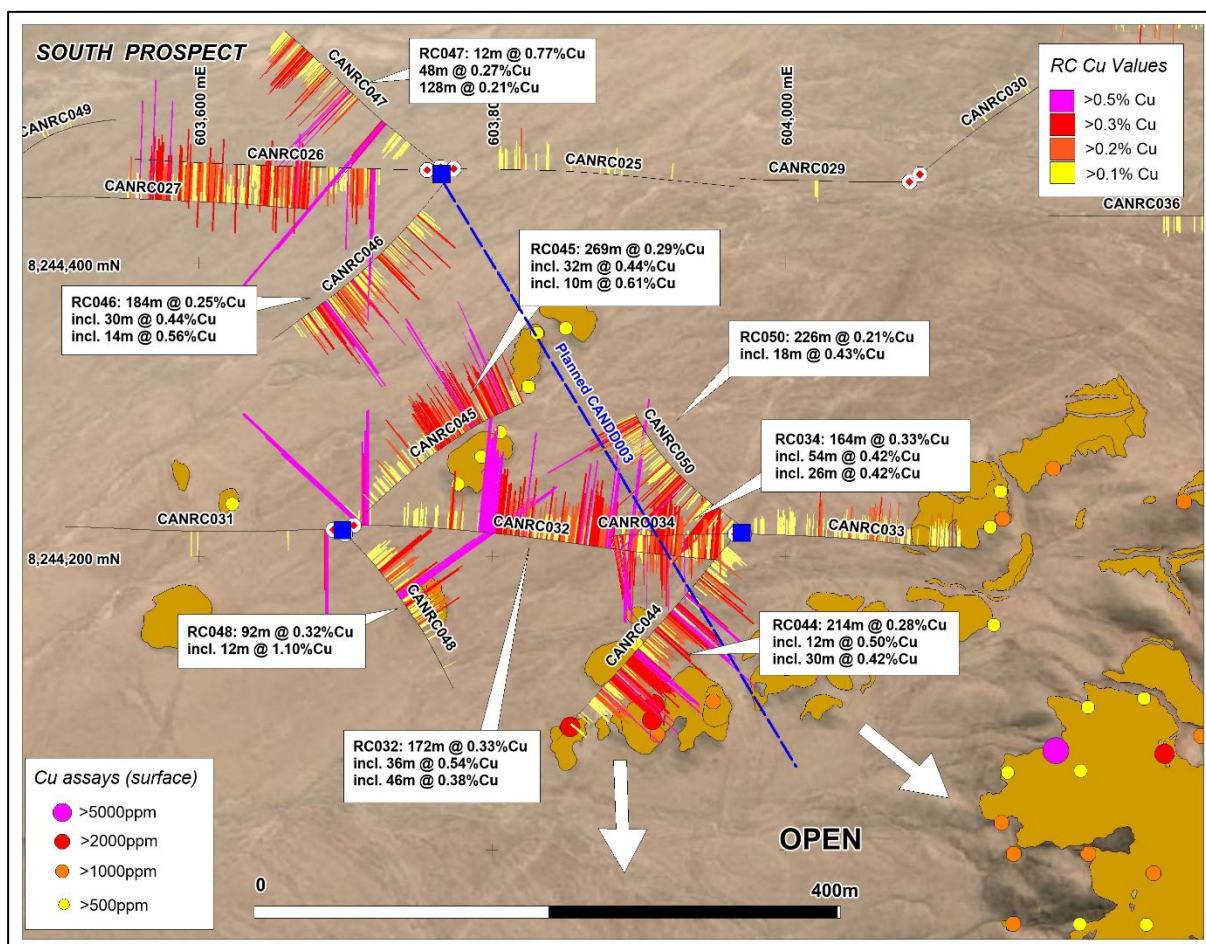 SOUTH PROSPECT
RC047: 12m @ 0.77%Cu
48m @ 0.27%Cu
128m @ 0.21%Cu
RC Cu Values
>0.5% Cu
>0.3% Cu
>0.2% Cu
>0.1% Cu
CANRC049
603,600 mE
CANRC047
603,8
604,000 mE
CANRC030
CANRC026
CANRC025
CANRC029
CANRC027
CANRC036
CANRC046
8,244,400 mN
RC045: 269m @ 0.29%Cu
incl. 32m @ 0.44%Cu
incl. 10m @ 0.61%Cu
RC046: 184m @ 0.25%Cu
incl. 30m @ 0.44%Cu
incl. 14m @ 0.56%Cu
RC050: 226m @ 0.21%Cu
incl. 18m @ 0.43%Cu
Planned CANDD003
CANRC045
CANRC050
RC034: 164m @ 0.33%Cu
incl. 54m @ 0.42%Cu
incl. 26m @ 0.42%Cu
CANRC031
CANRC032
CANRC034
CANRC033
8,244,200 mN
CANRC048
CANRC044
RC048: 92m @ 0.32%Cu
incl. 12m @ 1.10%Cu
RC044: 214m @ 0.28%Cu
incl. 12m @ 0.50%Cu
incl. 30m @ 0.42%Cu
RC032: 172m @ 0.33%Cu
incl. 36m @ 0.54%Cu
incl. 46m @ 0.38%Cu
Cu assays (surface)
>5000ppm
>2000ppm
>1000ppm
>500ppm
OPEN
0
400m